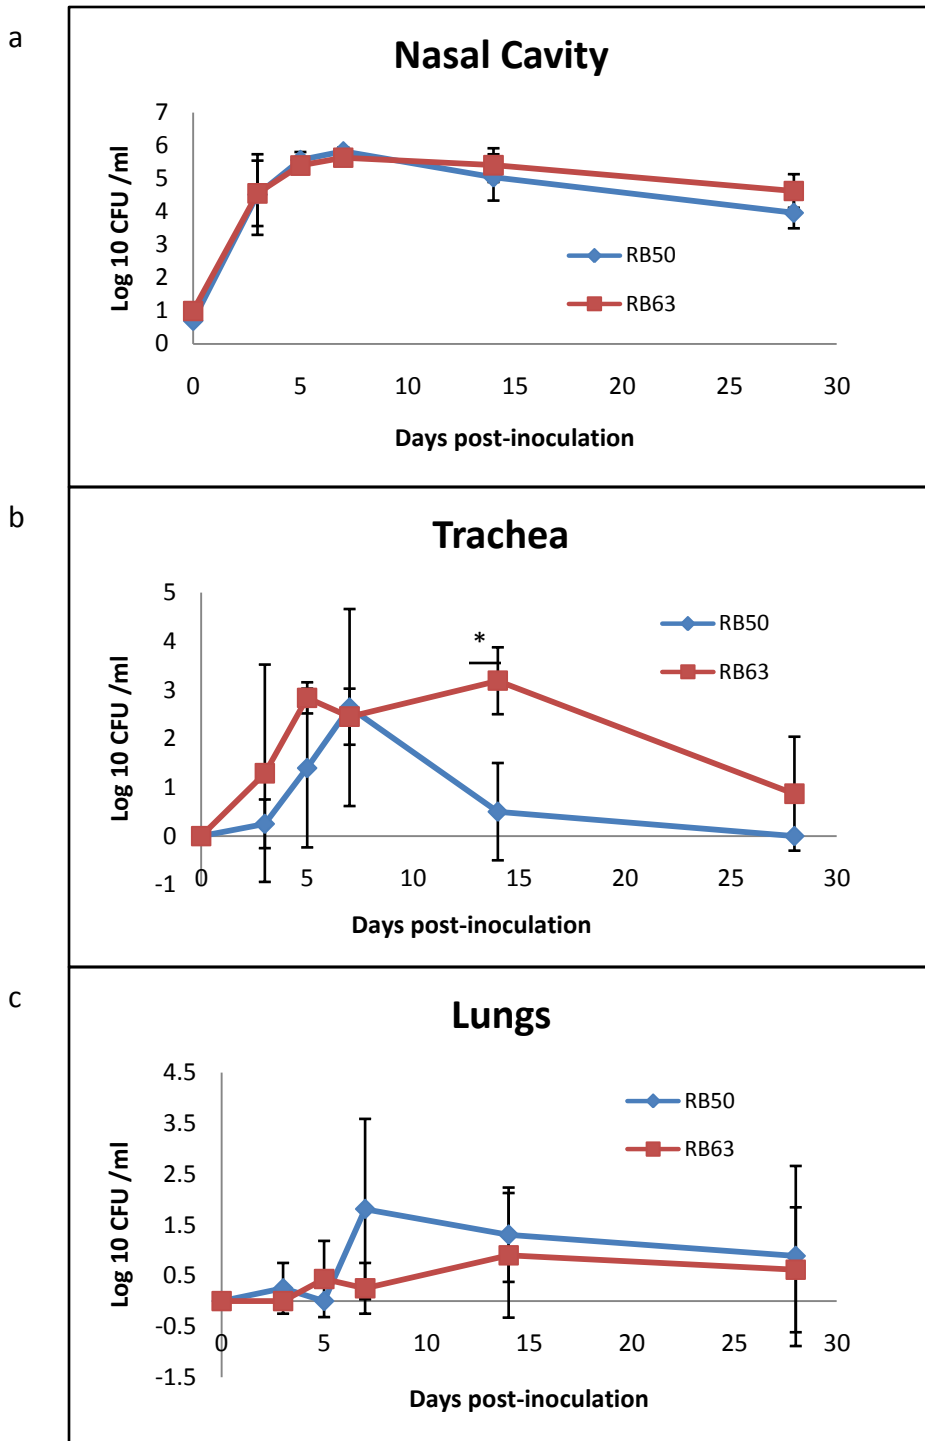 a
Nasal Cavity
7
6
5
4
3
2
1
0
Log 10 CFU /ml
RB50
RB63
0 5 10 15 20 25 30
Days post-inoculation
b
Trachea
5
4
3
2
1
0
-1
Log 10 CFU /ml
*
RB50
RB63
0 5 10 15 20 25 30
Days post-inoculation
c
Lungs
4.5
3.5
2.5
1.5
0.5
-0.5
-1.5
Log 10 CFU /ml
RB50
RB63
0 5 10 15 20 25 30
Days post-inoculation